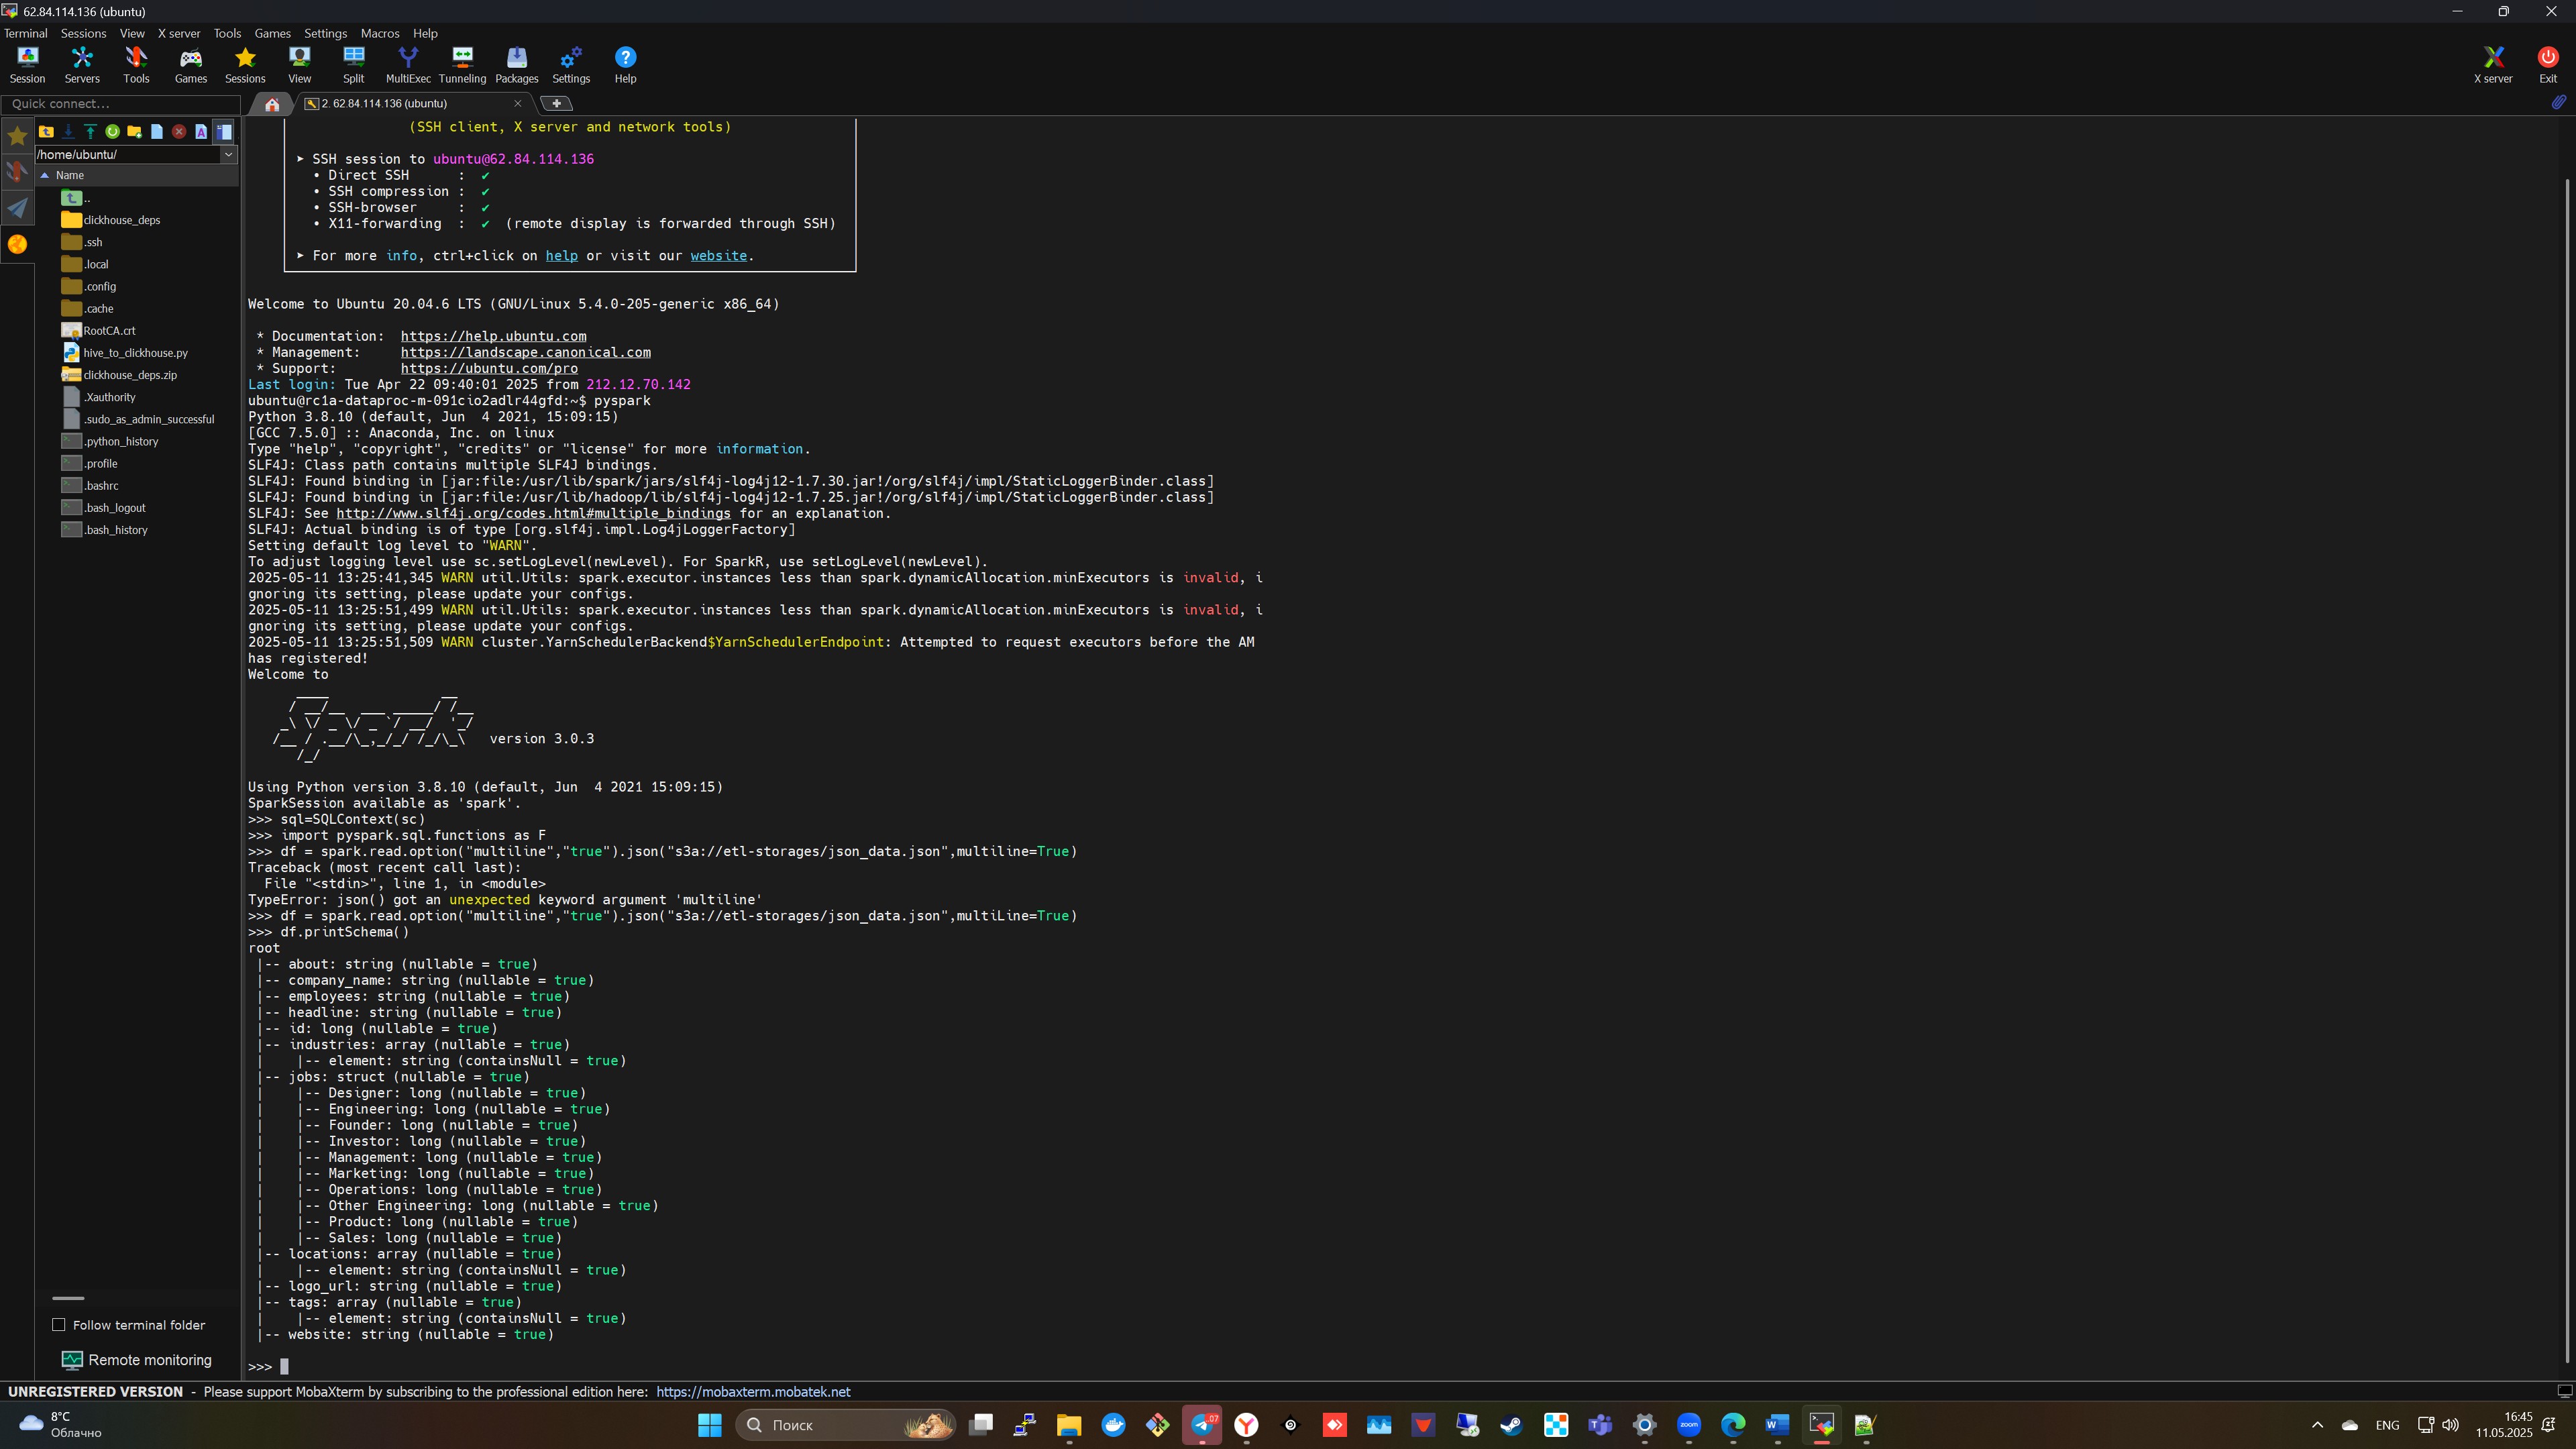 62.84.114.136 (ubuntu)
Terminal Sessions View X server Tools Games Settings Macros Help
Session Servers Tools Games Sessions View Split MultiExec Tunneling Packages Settings Help X server Exit
Quick connect...
2. 62.84.114.136 (ubuntu)
/home/ubuntu/
Name
..
clickhouse_deps
.ssh
.local
.config
.cache
RootCA.crt
hive_to_clickhouse.py
clickhouse_deps.zip
.Xauthority
.sudo_as_admin_successful
.python_history
.profile
.bashrc
.bash_logout
.bash_history
Follow terminal folder
Remote monitoring
(SSH client, X server and network tools)
➤ SSH session to ubuntu@62.84.114.136
• Direct SSH : ✔
• SSH compression : ✔
• SSH-browser : ✔
• X11-forwarding : ✔ (remote display is forwarded through SSH)
➤ For more info, ctrl+click on help or visit our website.
Welcome to Ubuntu 20.04.6 LTS (GNU/Linux 5.4.0-205-generic x86_64)
* Documentation: https://help.ubuntu.com
* Management: https://landscape.canonical.com
* Support: https://ubuntu.com/pro
Last login: Tue Apr 22 09:40:01 2025 from 212.12.70.142
ubuntu@rc1a-dataproc-m-091cio2adlr44gfd:~$ pyspark
Python 3.8.10 (default, Jun  4 2021, 15:09:15)
[GCC 7.5.0] :: Anaconda, Inc. on linux
Type "help", "copyright", "credits" or "license" for more information.
SLF4J: Class path contains multiple SLF4J bindings.
SLF4J: Found binding in [jar:file:/usr/lib/spark/jars/slf4j-log4j12-1.7.30.jar!/org/slf4j/impl/StaticLoggerBinder.class]
SLF4J: Found binding in [jar:file:/usr/lib/hadoop/lib/slf4j-log4j12-1.7.25.jar!/org/slf4j/impl/StaticLoggerBinder.class]
SLF4J: See http://www.slf4j.org/codes.html#multiple_bindings for an explanation.
SLF4J: Actual binding is of type [org.slf4j.impl.Log4jLoggerFactory]
Setting default log level to "WARN".
To adjust logging level use sc.setLogLevel(newLevel). For SparkR, use setLogLevel(newLevel).
2025-05-11 13:25:41,345 WARN util.Utils: spark.executor.instances less than spark.dynamicAllocation.minExecutors is invalid, i
gnoring its setting, please update your configs.
2025-05-11 13:25:51,499 WARN util.Utils: spark.executor.instances less than spark.dynamicAllocation.minExecutors is invalid, i
gnoring its setting, please update your configs.
2025-05-11 13:25:51,509 WARN cluster.YarnSchedulerBackend$YarnSchedulerEndpoint: Attempted to request executors before the AM
has registered!
Welcome to
      ____              __
     / __/__  ___ _____/ /__
    _\ \/ _ \/ _ `/ __/  '_/
   /__ / .__/\_,_/_/ /_/\_\   version 3.0.3
      /_/
Using Python version 3.8.10 (default, Jun  4 2021 15:09:15)
SparkSession available as 'spark'.
>>> sql=SQLContext(sc)
>>> import pyspark.sql.functions as F
>>> df = spark.read.option("multiline","true").json("s3a://etl-storages/json_data.json",multiline=True)
Traceback (most recent call last):
  File "<stdin>", line 1, in <module>
TypeError: json() got an unexpected keyword argument 'multiline'
>>> df = spark.read.option("multiline","true").json("s3a://etl-storages/json_data.json",multiLine=True)
>>> df.printSchema()
root
 |-- about: string (nullable = true)
 |-- company_name: string (nullable = true)
 |-- employees: string (nullable = true)
 |-- headline: string (nullable = true)
 |-- id: long (nullable = true)
 |-- industries: array (nullable = true)
 |    |-- element: string (containsNull = true)
 |-- jobs: struct (nullable = true)
 |    |-- Designer: long (nullable = true)
 |    |-- Engineering: long (nullable = true)
 |    |-- Founder: long (nullable = true)
 |    |-- Investor: long (nullable = true)
 |    |-- Management: long (nullable = true)
 |    |-- Marketing: long (nullable = true)
 |    |-- Operations: long (nullable = true)
 |    |-- Other Engineering: long (nullable = true)
 |    |-- Product: long (nullable = true)
 |    |-- Sales: long (nullable = true)
 |-- locations: array (nullable = true)
 |    |-- element: string (containsNull = true)
 |-- logo_url: string (nullable = true)
 |-- tags: array (nullable = true)
 |    |-- element: string (containsNull = true)
 |-- website: string (nullable = true)
>>>
UNREGISTERED VERSION - Please support MobaXterm by subscribing to the professional edition here: https://mobaxterm.mobatek.net
8°C
Облачно
Поиск
ENG
16:45
11.05.2025